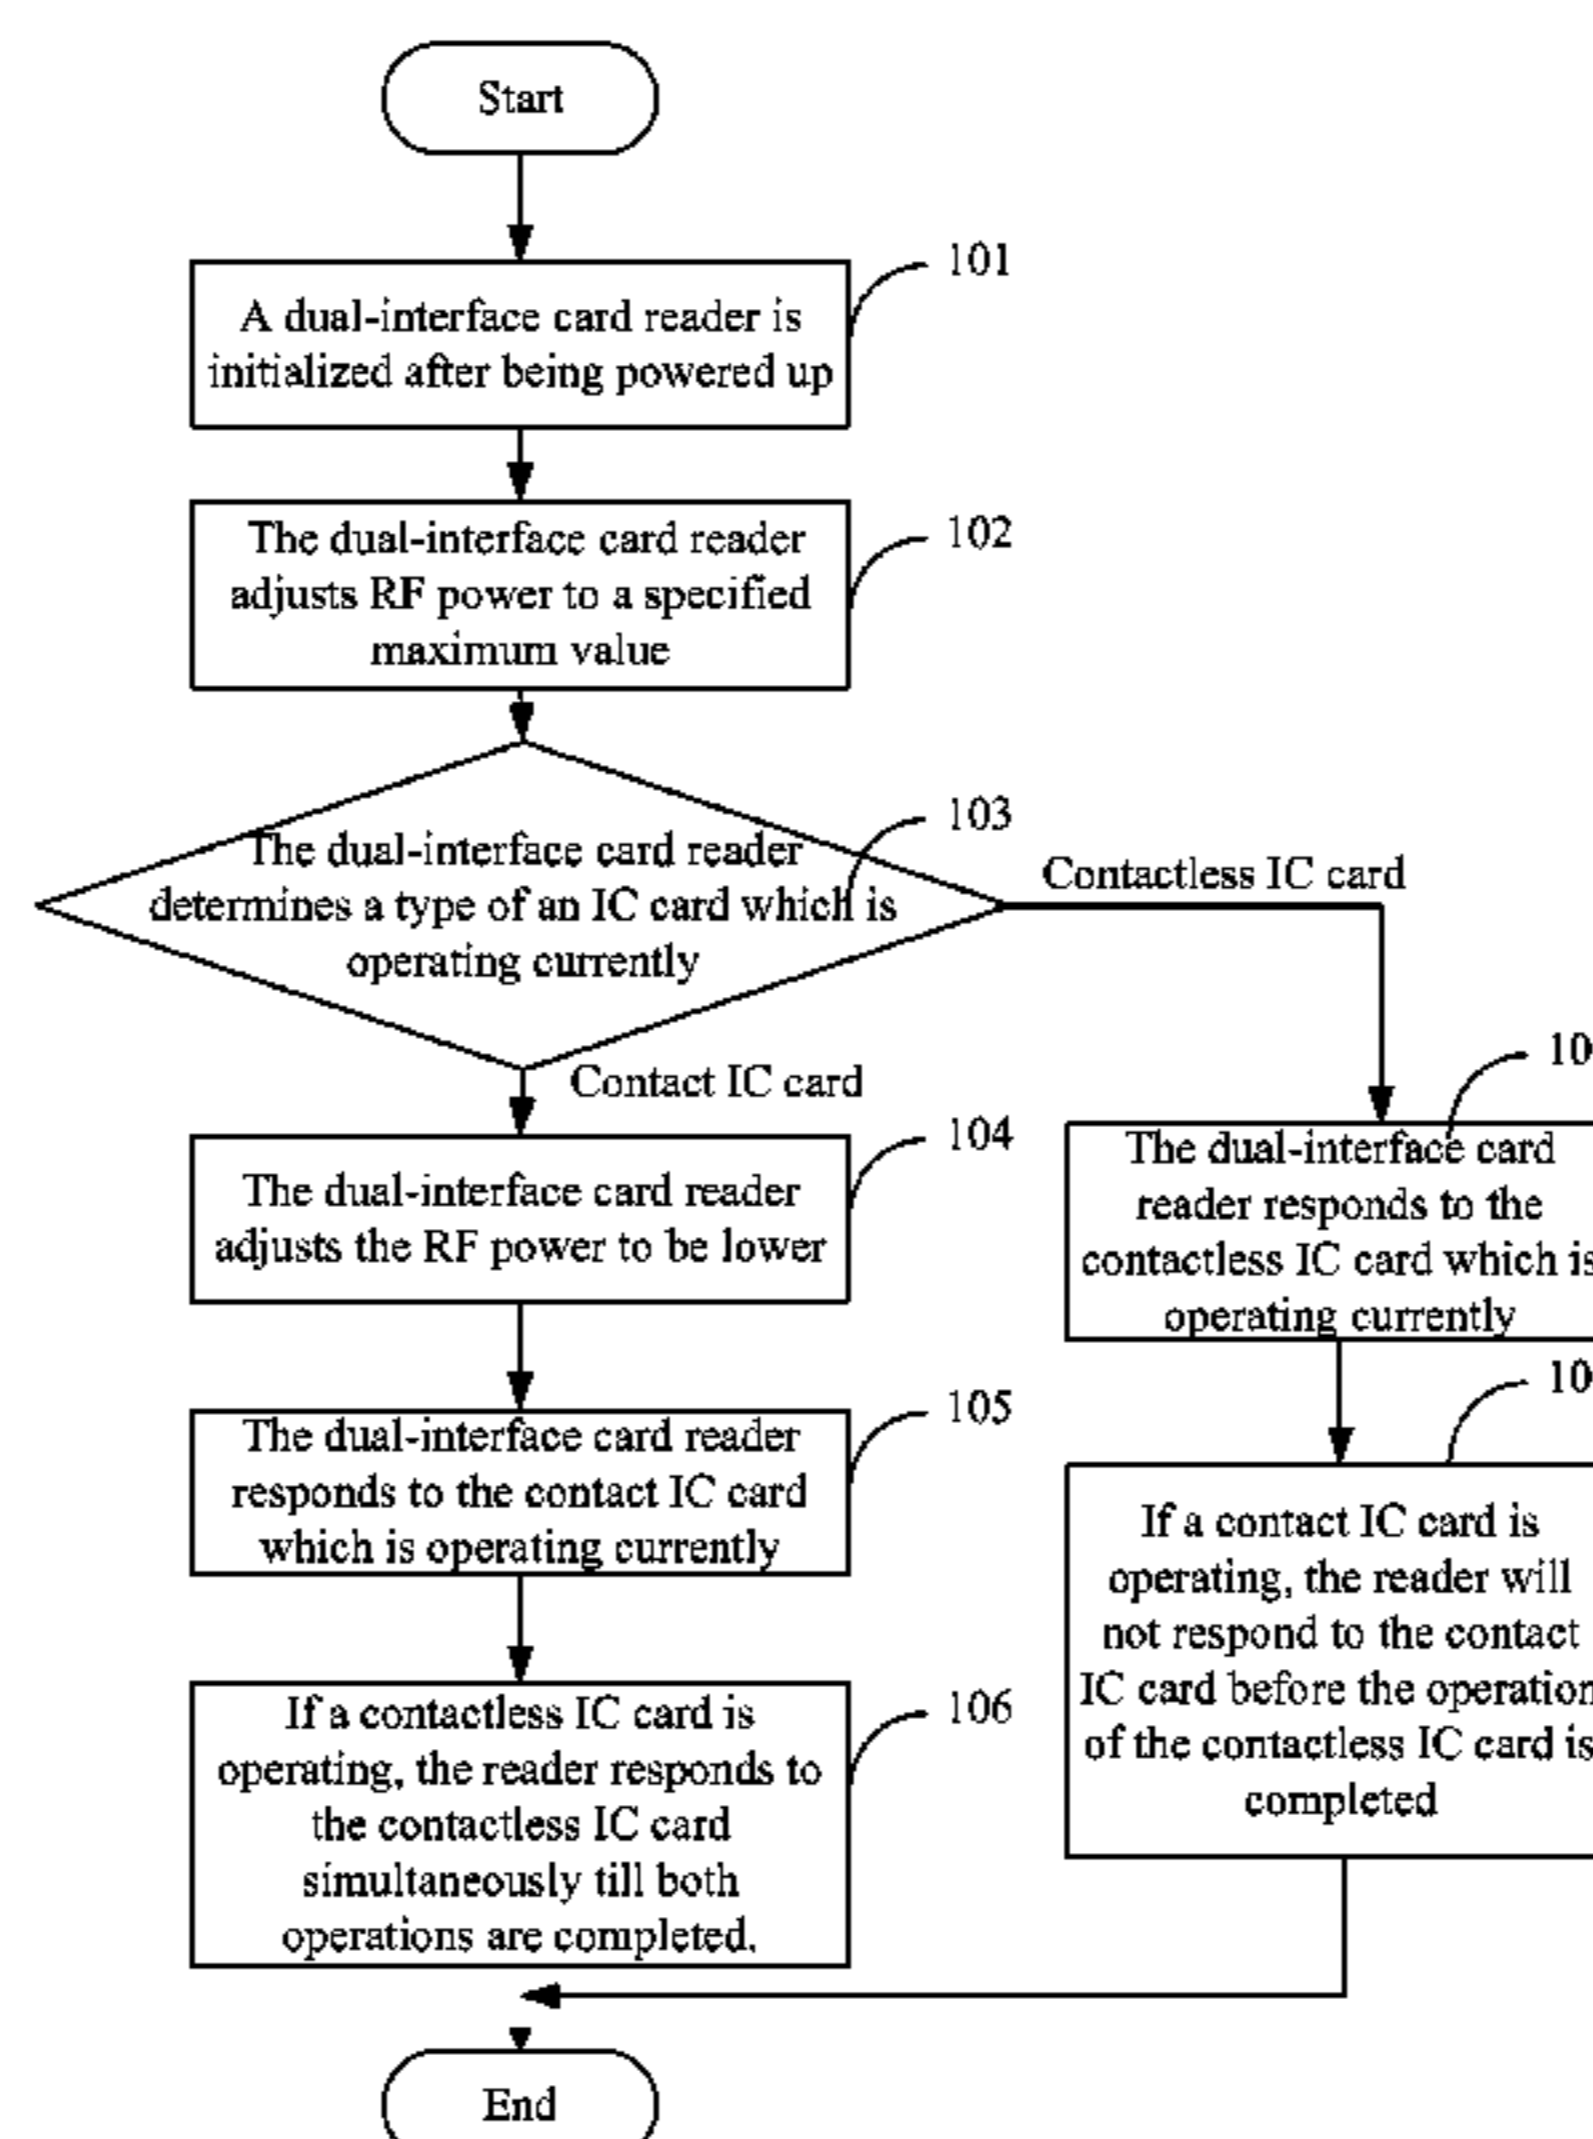 Start
101
A dual-interface card reader is
initialized after being powered up
102
The dual-interface card reader
adjusts RF power to a specified
maximum value
103
The dual-interface card reader
determines a type of an IC card which is
operating currently
Contactless IC card
Contact IC card
104
The dual-interface card reader
adjusts the RF power to be lower
105
The dual-interface card reader
responds to the contact IC card
which is operating currently
106
If a contactless IC card is
operating, the reader responds to
the contactless IC card
simultaneously till both
operations are completed.
10
The dual-interface card
reader responds to the
contactless IC card which is
operating currently
10
If a contact IC card is
operating, the reader will
not respond to the contact
IC card before the operation
of the contactless IC card is
completed
End